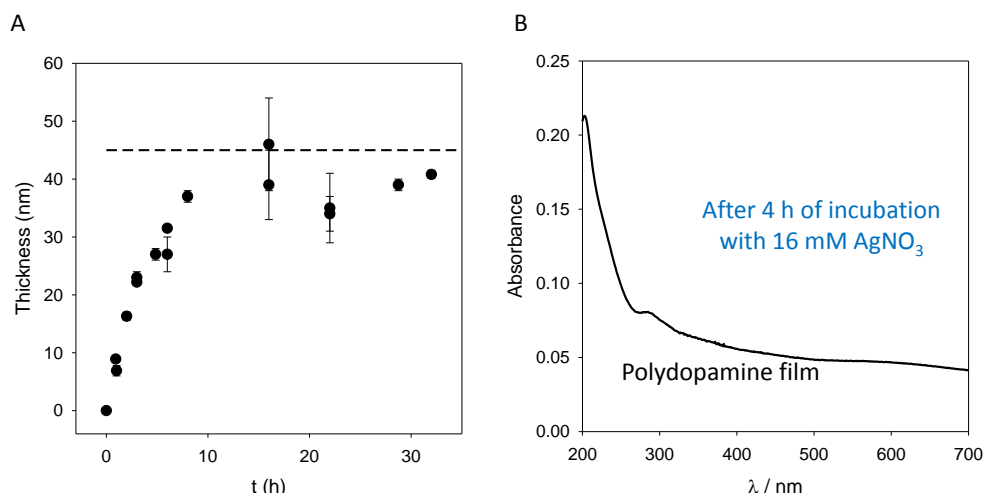 A
B
Thickness (nm)
60
50
40
30
20
10
0
0
10
20
30
t (h)
Absorbance
0.25
0.20
0.15
0.10
0.05
0.00
After 4 h of incubation
with 16 mM AgNO₃
Polydopamine film
200
300
400
500
600
700
λ / nm